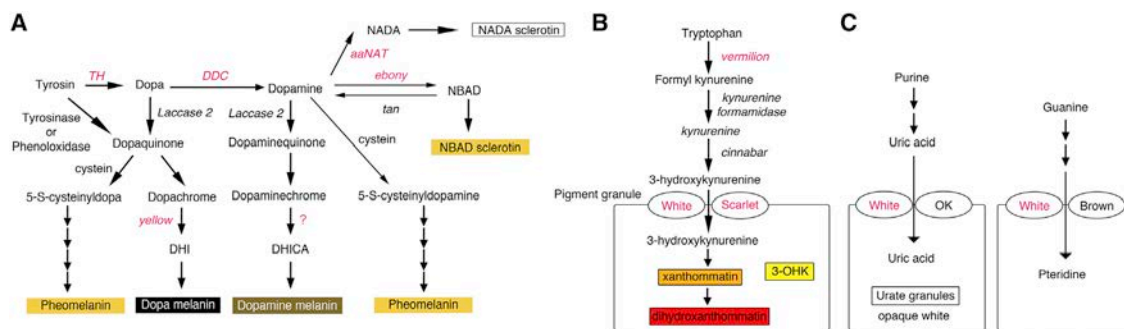 A
NADA
NADA sclerotin
aaNAT
Tyrosin
TH
Dopa
DDC
Dopamine
ebony
NBAD
tan
Laccase 2
Laccase 2
Tyrosinase
or
Phenoloxidase
Dopaquinone
Dopaminequinone
cystein
NBAD sclerotin
cystein
5-S-cysteinyldopa
Dopachrome
Dopaminechrome
5-S-cysteinyldopamine
yellow
?
DHI
DHICA
Pheomelanin
Dopa melanin
Dopamine melanin
Pheomelanin
B
Tryptophan
vermilion
Formyl kynurenine
kynurenine
formamidase
kynurenine
cinnabar
3-hydroxykynurenine
Pigment granule
White
Scarlet
3-hydroxykynurenine
xanthommatin
3-OHK
dihydroxanthommatin
C
Purine
Uric acid
White
OK
Uric acid
Urate granules
opaque white
Guanine
White
Brown
Pteridine